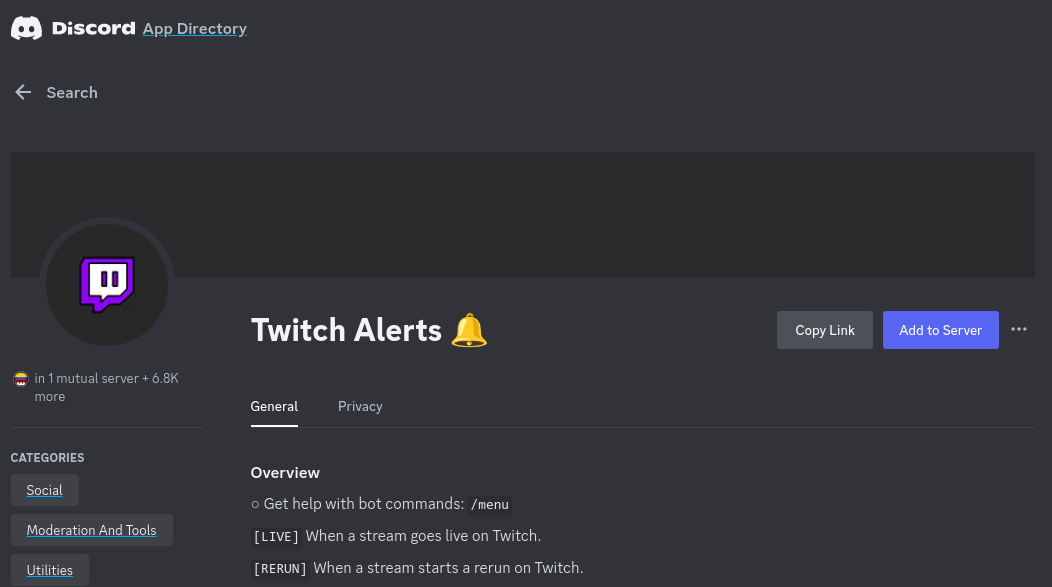 Discord App Directory
Search
Twitch Alerts
Copy Link
Add to Server
in 1 mutual server + 6.8K
more
General
Privacy
CATEGORIES
Social
Moderation And Tools
Utilities
Overview
○ Get help with bot commands: /menu
[LIVE] When a stream goes live on Twitch.
[RERUN] When a stream starts a rerun on Twitch.